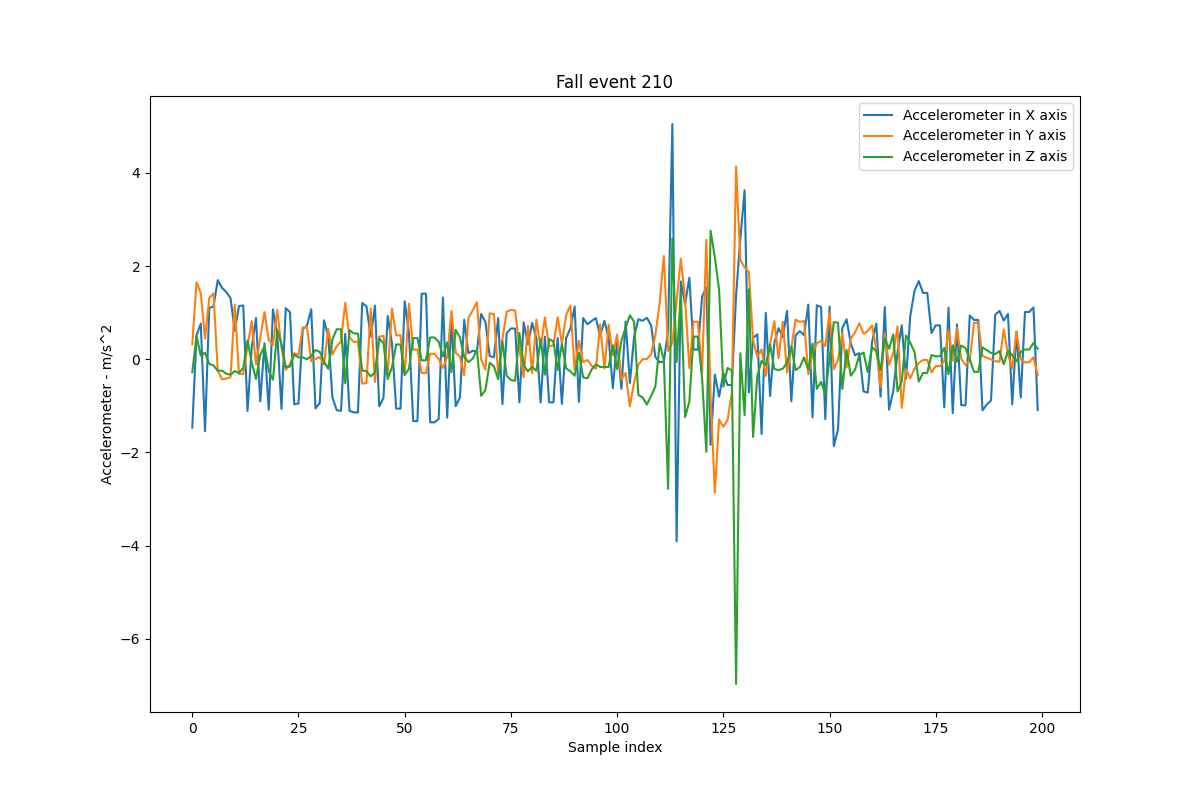 Fall event 210
Accelerometer in X axis
Accelerometer in Y axis
Accelerometer in Z axis
Accelerometer - m/s^2
4
2
0
−2
−4
−6
0 25 50 75 100 125 150 175 200
Sample index